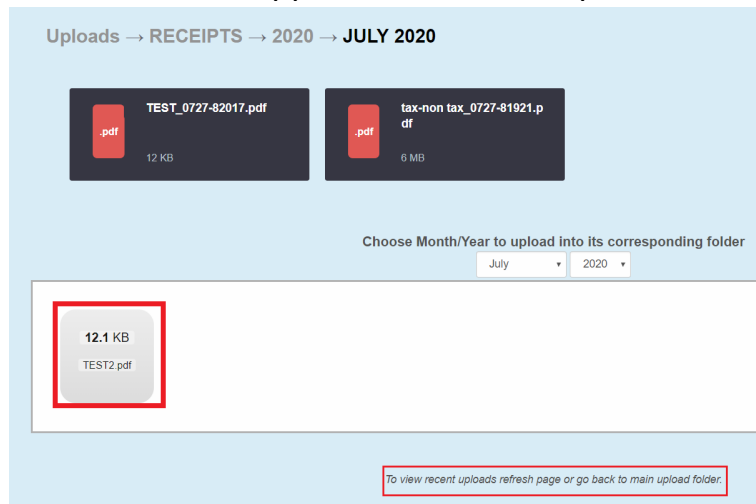 Uploads → RECEIPTS → 2020 → JULY 2020
.pdf
TEST_0727-82017.pdf
12 KB
.pdf
tax-non tax_0727-81921.p
df
6 MB
Choose Month/Year to upload into its corresponding folder
July 2020
12.1 KB
TEST2.pdf
To view recent uploads refresh page or go back to main upload folder.